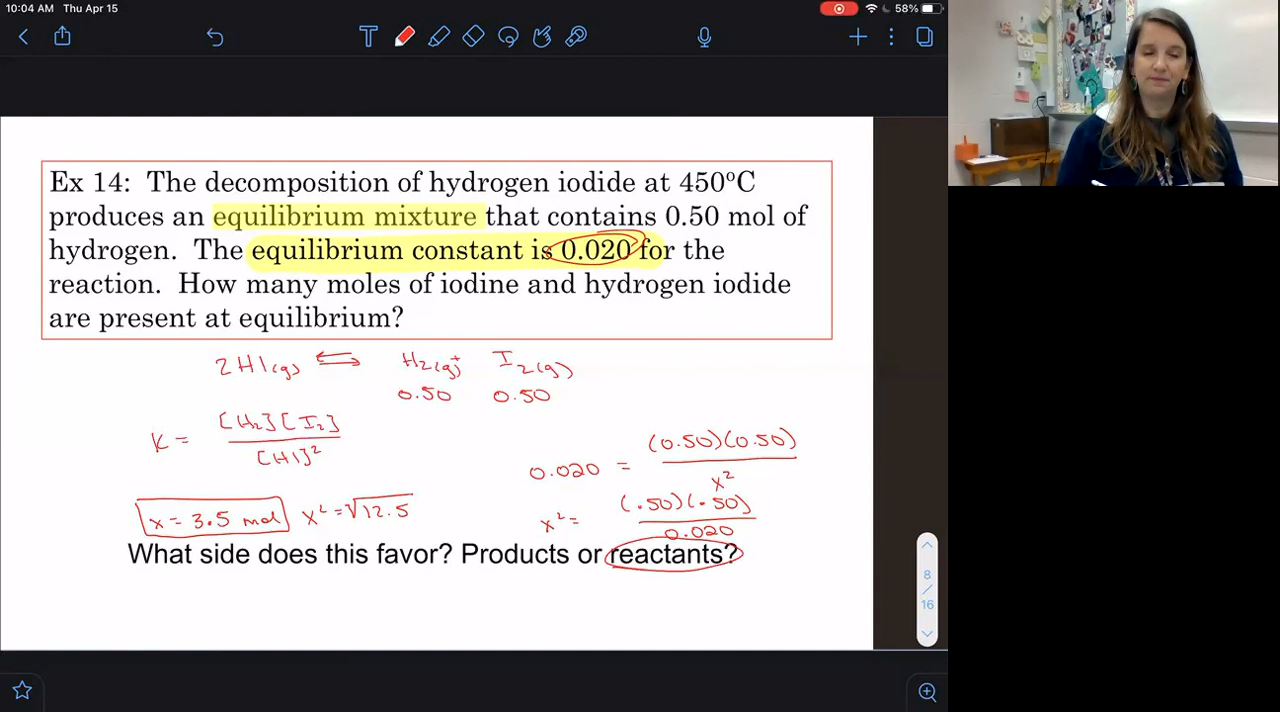 10:04 AM Thu Apr 15
58%
Ex 14: The decomposition of hydrogen iodide at 450°C
produces an equilibrium mixture that contains 0.50 mol of
hydrogen. The equilibrium constant is 0.020 for the
reaction. How many moles of iodine and hydrogen iodide
are present at equilibrium?
2HI(g) ⇌ H2(g) + I2(g)
0.50 0.50
K = [H2][I2] / [HI]²
0.020 = (0.50)(0.50) / x²
x² = (.50)(.50) / 0.020
x = 3.5 mol x² = √12.5
What side does this favor? Products or reactants?
8 / 16